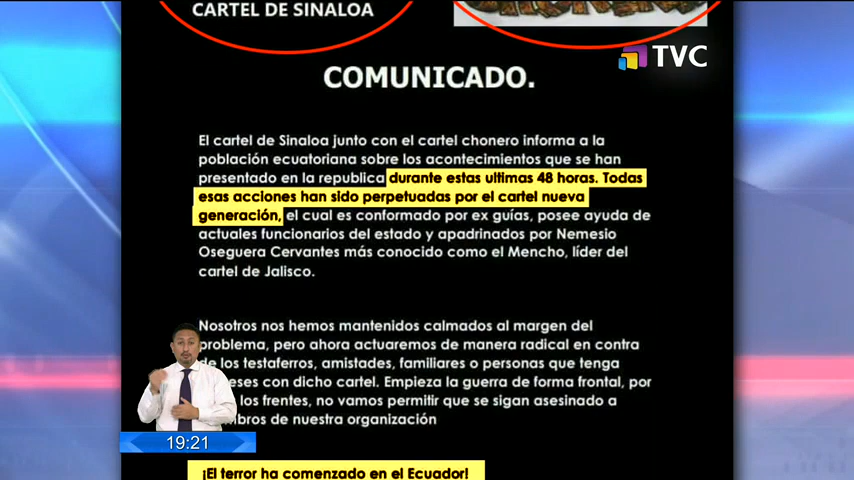 CARTEL DE SINALOA
TVC
COMUNICADO.
El cartel de Sinaloa junto con el cartel chonero informa a la
población ecuatoriana sobre los acontecimientos que se han
presentado en la republica durante estas ultimas 48 horas. Todas
esas acciones han sido perpetuadas por el cartel nueva
generación, el cual es conformado por ex guías, posee ayuda de
actuales funcionarios del estado y apadrinados por Nemesio
Oseguera Cervantes más conocido como el Mencho, líder del
cartel de Jalisco.
Nosotros nos hemos mantenidos calmados al margen del
problema, pero ahora actuaremos de manera radical en contra
de los testaferros, amistades, familiares o personas que tenga
eses con dicho cartel. Empieza la guerra de forma frontal, por
los frentes, no vamos permitir que se sigan asesinado a
mbros de nuestra organización
19:21
¡El terror ha comenzado en el Ecuador!